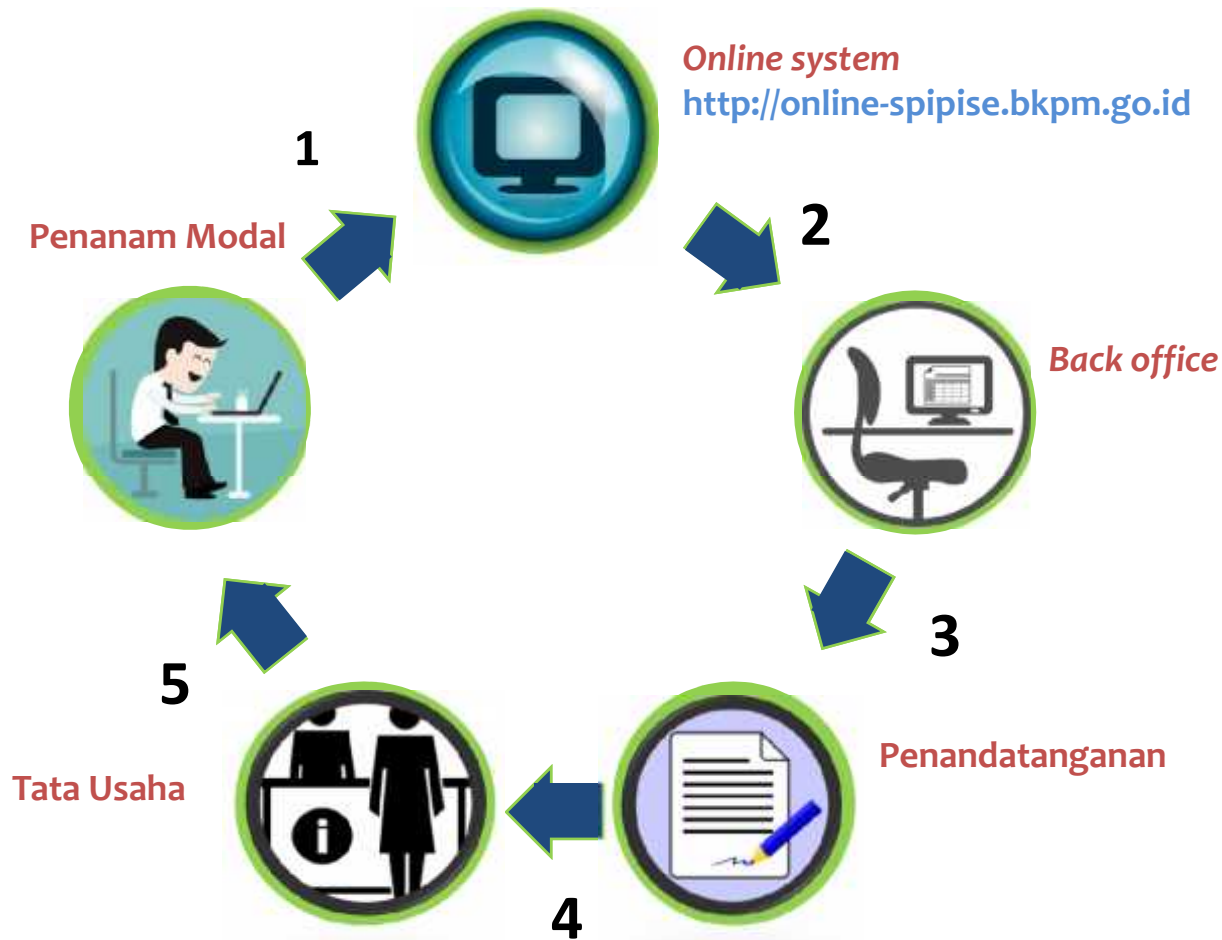 Online system
http://online-spipise.bkpm.go.id
1
2
Penanam Modal
Back office
3
5
Penandatanganan
Tata Usaha
4